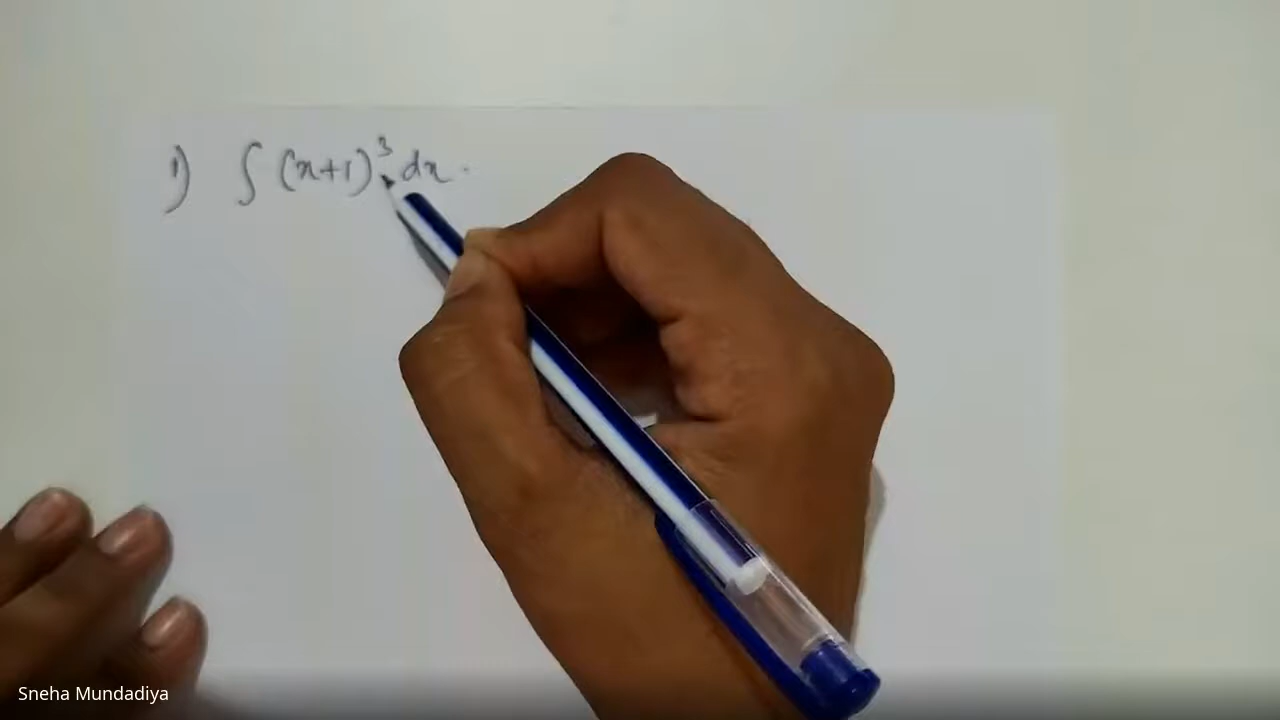 1) ∫ (x+1)³ dx .
Sneha Mundadiya